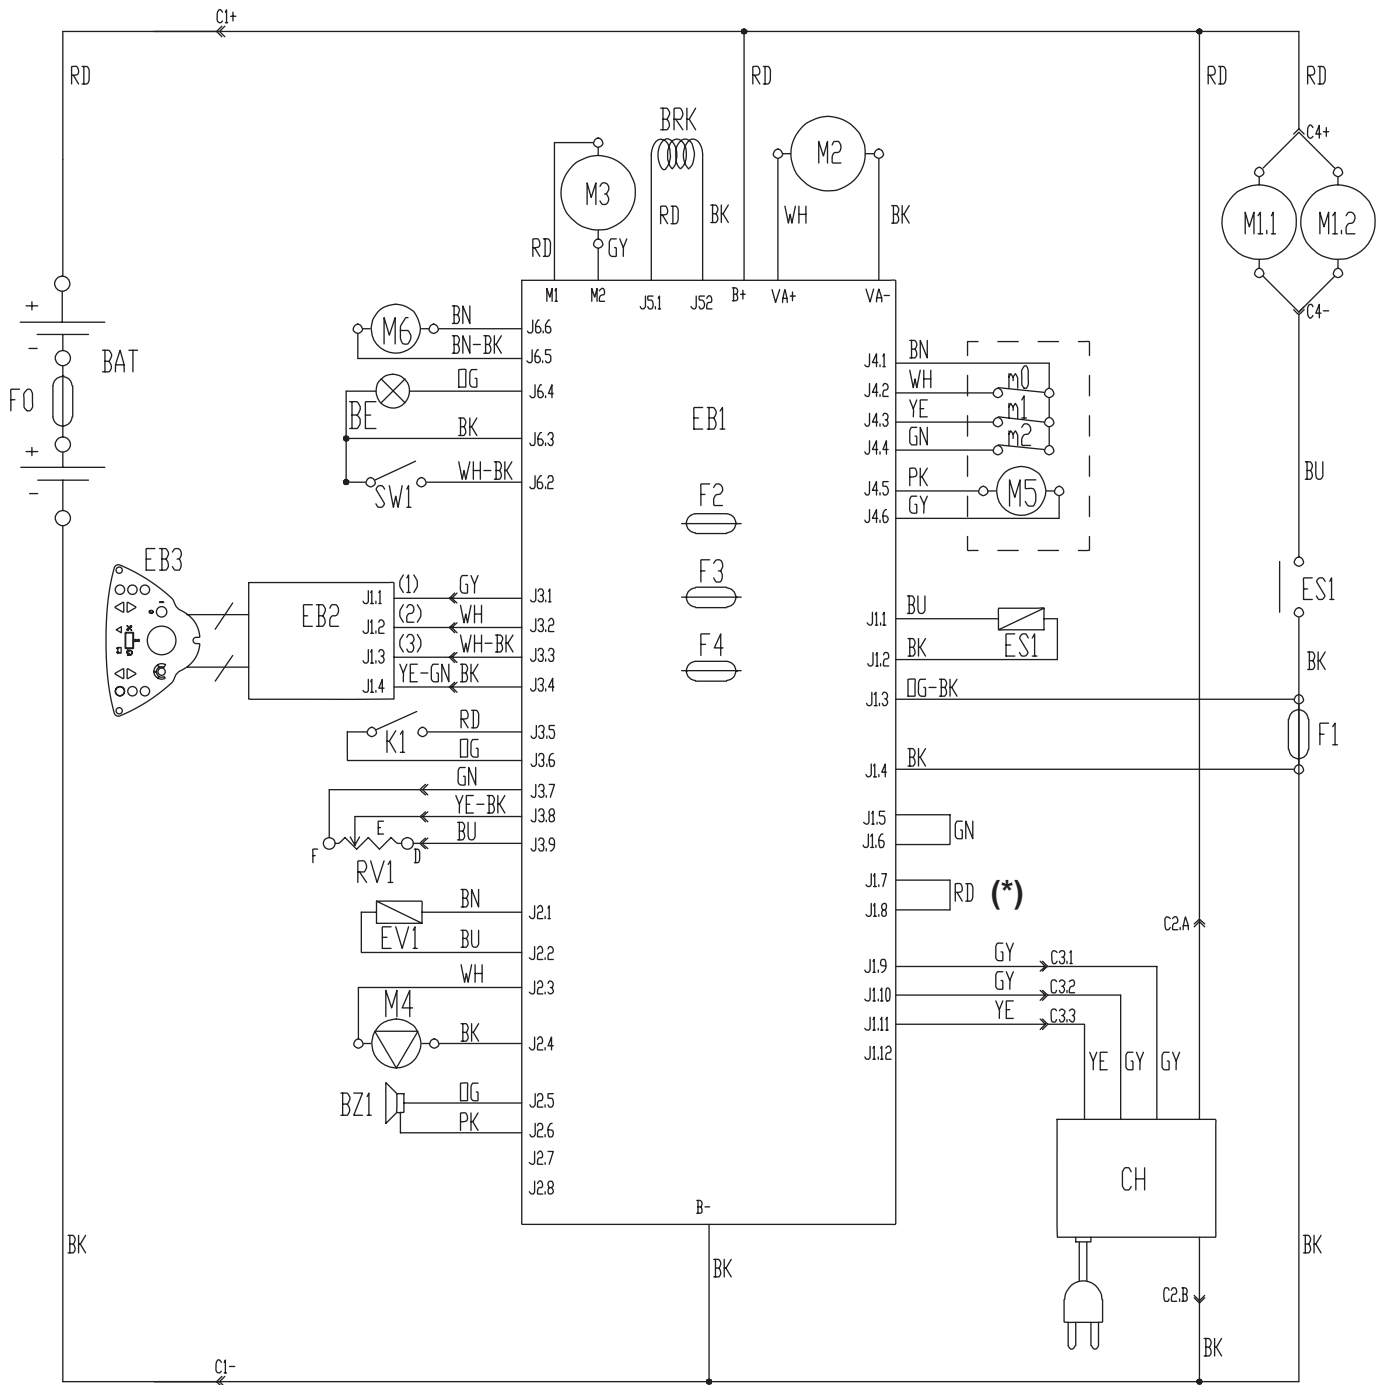 C1+
RD
RD
RD
RD
C4+
BRK
M2
M3
M1.1
M1.2
RD
BK
WH
BK
RD
GY
M1
M2
J5.1
J52
B+
VA+
VA-
C4-
+
-
BAT
F0
+
-
M6
BN
J6.6
BN-BK
J6.5
BE
OG
J6.4
BK
J6.3
SW1
WH-BK
J6.2
EB1
F2
F3
F4
J4.1
BN
J4.2
WH
m0
J4.3
YE
m1
J4.4
GN
m2
J4.5
PK
M5
J4.6
GY
BU
ES1
BK
EB3
EB2
J1.1
(1)
GY
J3.1
J1.2
(2)
WH
J3.2
J1.3
(3)
WH-BK
J3.3
J1.4
YE-GN
BK
J3.4
K1
RD
J3.5
OG
J3.6
GN
J3.7
YE-BK
J3.8
F
E
D
BU
J3.9
RV1
J1.1
BU
ES1
J1.2
BK
J1.3
OG-BK
F1
J1.4
BK
J1.5
GN
J1.6
J1.7
RD
(*)
J1.8
BN
J2.1
EV1
BU
J2.2
WH
J2.3
M4
BK
J2.4
BZ1
OG
J2.5
PK
J2.6
J2.7
J2.8
C2.A
J1.9
GY
C3.1
J1.10
GY
C3.2
J1.11
YE
C3.3
J1.12
YE
GY
GY
CH
B-
BK
BK
BK
C2.B
BK
C1-